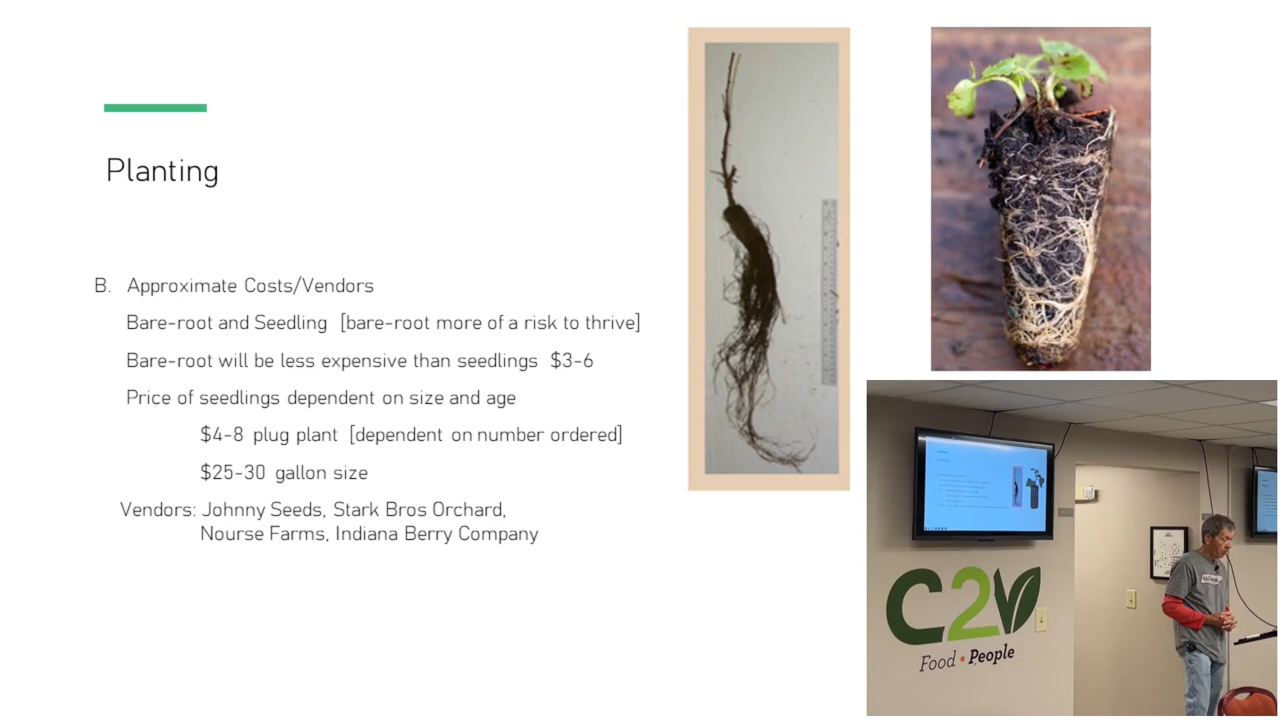 Planting
B. Approximate Costs/Vendors
Bare-root and Seedling [bare-root more of a risk to thrive]
Bare-root will be less expensive than seedlings $3-6
Price of seedlings dependent on size and age
$4-8 plug plant [dependent on number ordered]
$25-30 gallon size
Vendors: Johnny Seeds, Stark Bros Orchard,
Nourse Farms, Indiana Berry Company
C2V
Food • People